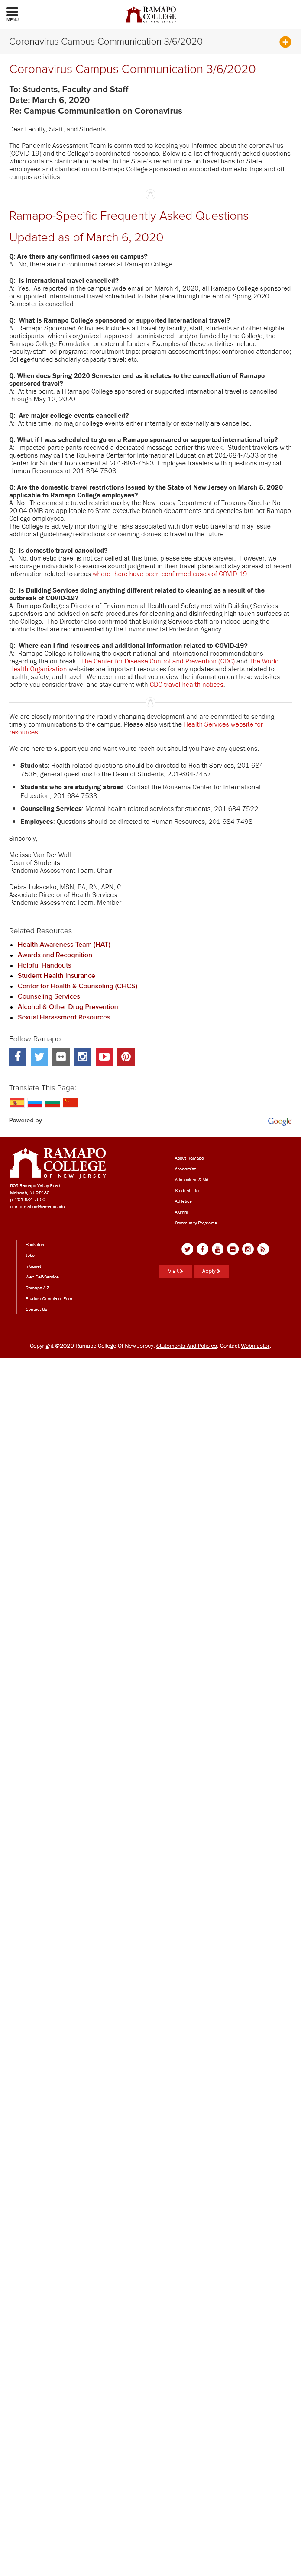 MENU
RAMAPO
COLLEGE
OF NEW JERSEY
Coronavirus Campus Communication 3/6/2020
Coronavirus Campus Communication 3/6/2020
To: Students, Faculty and Staff
Date: March 6, 2020
Re: Campus Communication on Coronavirus
Dear Faculty, Staff, and Students:
The Pandemic Assessment Team is committed to keeping you informed about the coronavirus
(COVID-19) and the College's coordinated response. Below is a list of frequently asked questions
which contains clarifications related to the State's recent notice on travel bans for State
employees and clarification on Ramapo College sponsored or supported domestic trips and off
campus activities.
Ramapo-Specific Frequently Asked Questions
Updated as of March 6, 2020
Q: Are there any confirmed cases on campus?
A: No, there are no confirmed cases at Ramapo College.
Q: Is international travel cancelled?
A: Yes. As reported in the campus wide email on March 4, 2020, all Ramapo College sponsored
or supported international travel scheduled to take place through the end of Spring 2020
Semester is cancelled.
Q: What is Ramapo College sponsored or supported international travel?
A: Ramapo Sponsored Activities Includes all travel by faculty, staff, students and other eligible
participants, which is organized, approved, administered, and/or funded by the College, the
Ramapo College Foundation or external funders. Examples of these activities include:
Faculty/staff-led programs; recruitment trips; program assessment trips; conference attendance;
College-funded scholarly capacity travel; etc.
Q: When does Spring 2020 Semester end as it relates to the cancellation of Ramapo
sponsored travel?
A: At this point, all Ramapo College sponsored or supported international travel is cancelled
through May 12, 2020.
Q: Are major college events cancelled?
A: At this time, no major college events either internally or externally are cancelled.
Q: What if I was scheduled to go on a Ramapo sponsored or supported international trip?
A: Impacted participants received a dedicated message earlier this week. Student travelers with
questions may call the Roukema Center for International Education at 201-684-7533 or the
Center for Student Involvement at 201-684-7593. Employee travelers with questions may call
Human Resources at 201-684-7506
Q: Are the domestic travel restrictions issued by the State of New Jersey on March 5, 2020
applicable to Ramapo College employees?
A: No. The domestic travel restrictions by the New Jersey Department of Treasury Circular No.
20-04-OMB are applicable to State executive branch departments and agencies but not Ramapo
College employees.
The College is actively monitoring the risks associated with domestic travel and may issue
additional guidelines/restrictions concerning domestic travel in the future.
Q: Is domestic travel cancelled?
A: No, domestic travel is not cancelled at this time, please see above answer. However, we
encourage individuals to exercise sound judgment in their travel plans and stay abreast of recent
information related to areas where there have been confirmed cases of COVID-19.
Q: Is Building Services doing anything different related to cleaning as a result of the
outbreak of COVID-19?
A: Ramapo College's Director of Environmental Health and Safety met with Building Services
supervisors and advised on safe procedures for cleaning and disinfecting high touch surfaces at
the College. The Director also confirmed that Building Services staff are indeed using the
products that are recommended by the Environmental Protection Agency.
Q: Where can I find resources and additional information related to COVID-19?
A: Ramapo College is following the most recent national and international recommendations
regarding the outbreak. The Center for Disease Control and Prevention (CDC) and The World
Health Organization websites are important resources for any updates and alerts related to
health, safety, and travel. We recommend that you review the information on these websites
before you consider travel and stay current with CDC travel health notices.
We are closely monitoring the rapidly changing development and are committed to sending
timely communications to the campus. Please also visit the Health Services website for
resources.
We are here to support you and want you to reach out should you have any questions.
Students: Health related questions should be directed to Health Services, 201-684-
7536, general questions to the Dean of Students, 201-684-7457.
Students who are studying abroad: Contact the Roukema Center for International
Education, 201-684-7533
Counseling Services: Mental health related services for students, 201-684-7522
Employees: Questions should be directed to Human Resources, 201-684-7498
Sincerely,
Melissa Van Der Wall
Dean of Students
Pandemic Assessment Team, Chair
Debra Lukacsko, MSN, BA, RN, APN, C
Associate Director of Health Services
Pandemic Assessment Team, Member
Related Resources
Health Awareness Team (HAT)
Awards and Recognition
Helpful Handouts
Student Health Insurance
Center for Health & Counseling (CHCS)
Counseling Services
Alcohol & Other Drug Prevention
Sexual Harassment Resources
Follow Ramapo
Translate This Page:
Powered by
Google
RAMAPO
COLLEGE
OF NEW JERSEY
505 Ramapo Valley Road
Mahwah, NJ 07430
p: 201-684-7500
e: information@ramapo.edu
About Ramapo
Academics
Admissions & Aid
Student Life
Athletics
Alumni
Community Programs
Bookstore
Jobs
Intranet
Web Self-Service
Ramapo A-Z
Student Complaint Form
Contact Us
Visit
Apply
Copyright ©2020 Ramapo College Of New Jersey. Statements And Policies. Contact Webmaster.